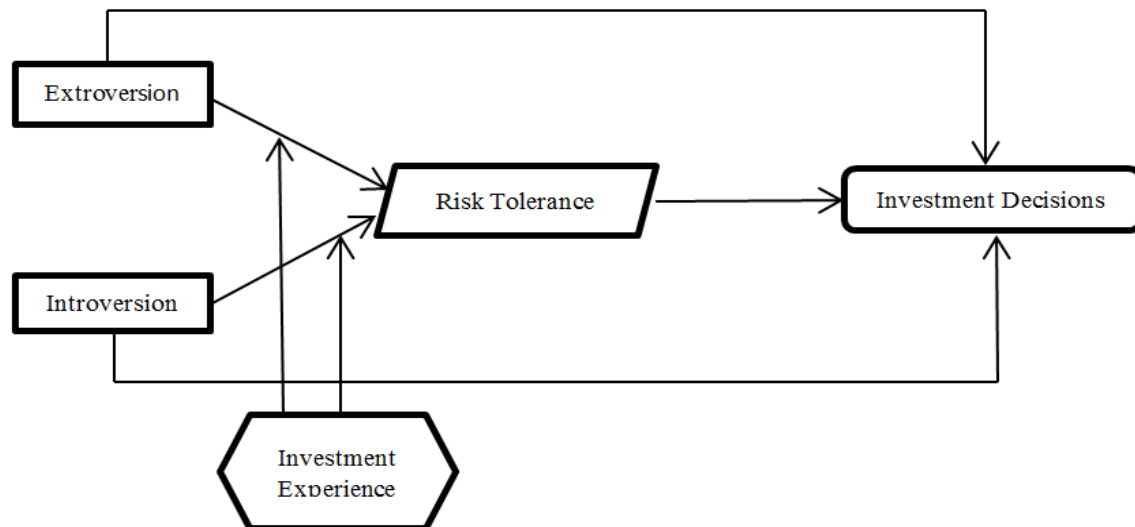 Extroversion
Risk Tolerance
Investment Decisions
Introversion
Investment
Experience